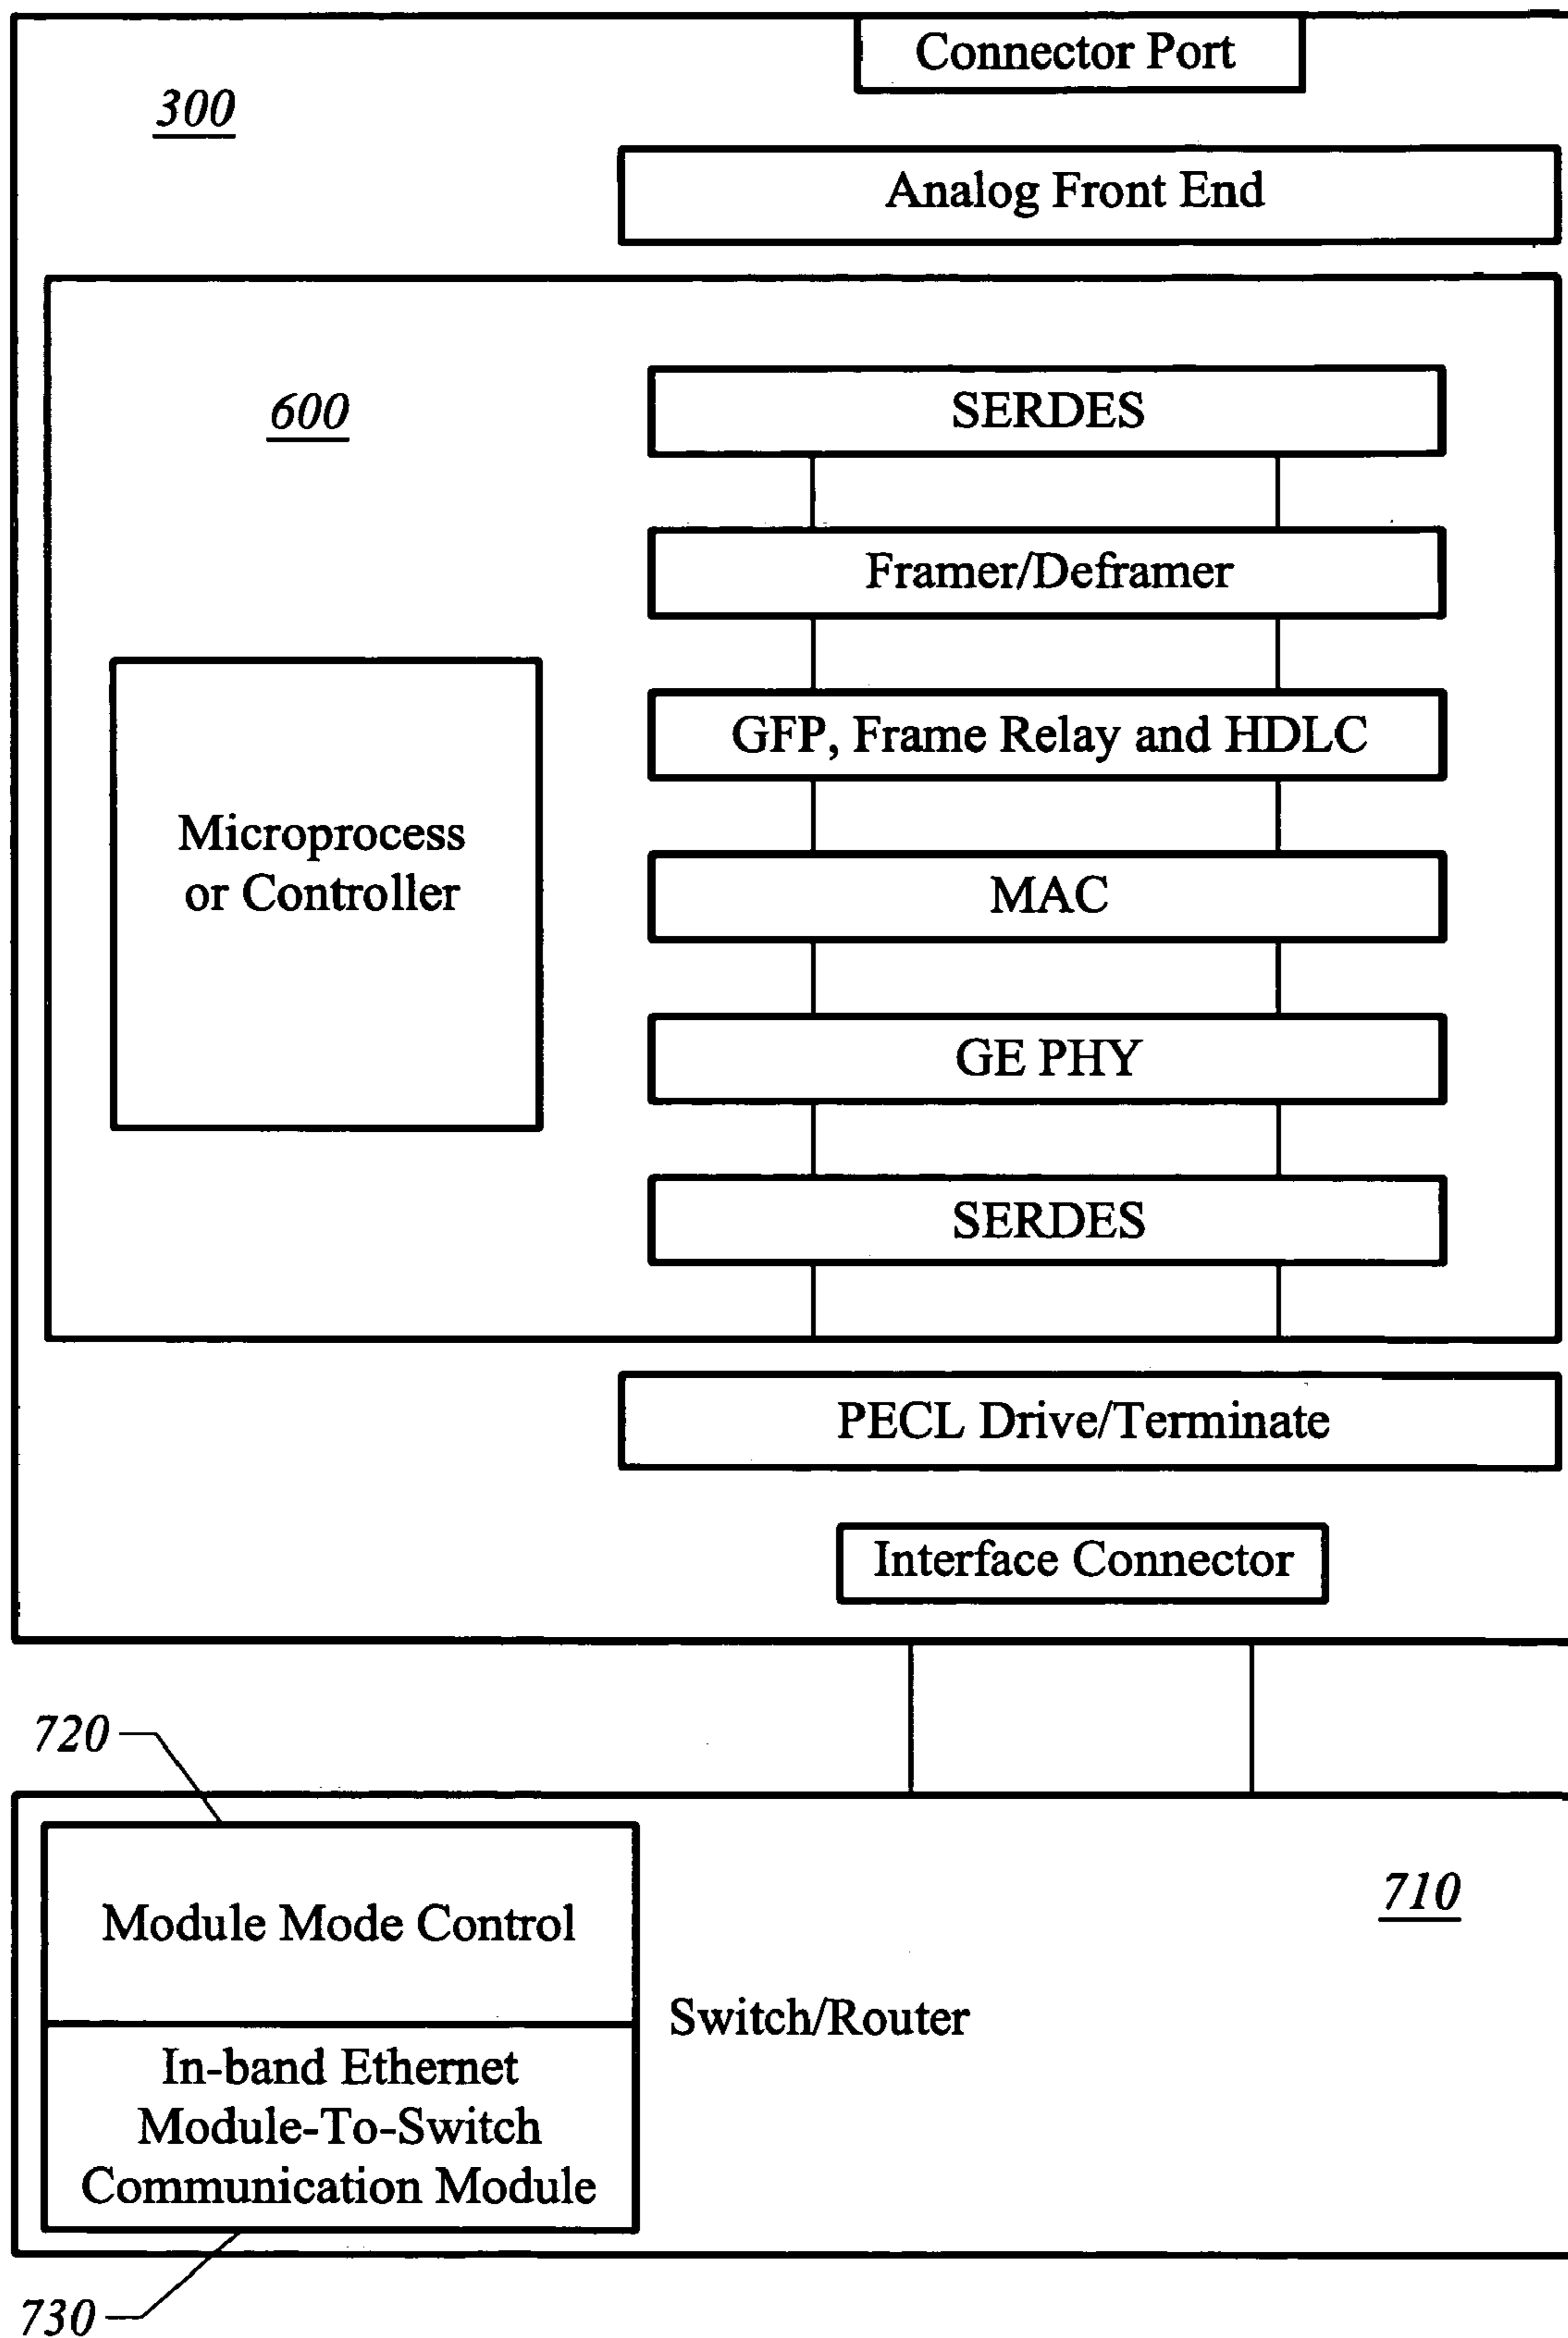 Connector Port
300
Analog Front End
600
SERDES
Framer/Deframer
GFP, Frame Relay and HDLC
Microprocess
or Controller
MAC
GE PHY
SERDES
PECL Drive/Terminate
Interface Connector
720
710
Module Mode Control
Switch/Router
In-band Ethernet
Module-To-Switch
Communication Module
730